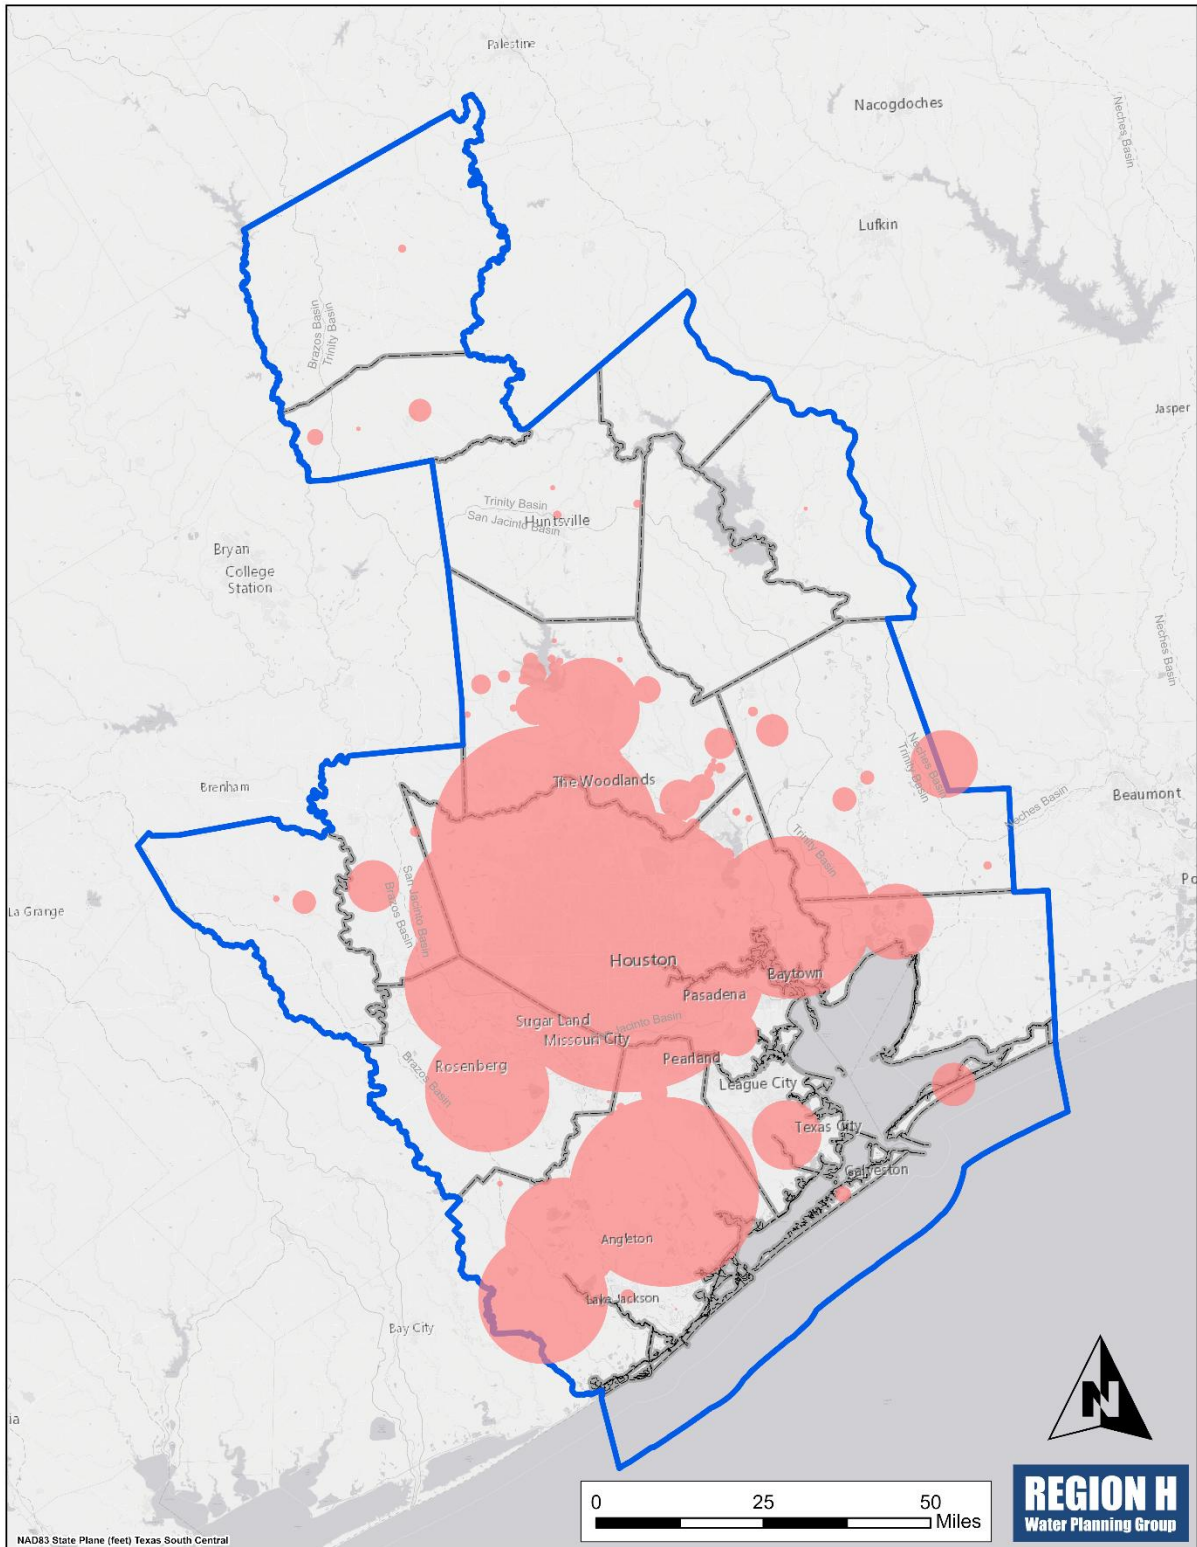 Palestine
Nacogdoches
Neches Basin
Lufkin
Brazos Basin
Trinity Basin
Jasper
Trinity Basin
San Jacinto Basin
Huntsville
Bryan
College
Station
Neches Basin
Neches Basin
Trinity Basin
The Woodlands
Brenham
Beaumont
Neches Basin
Trinity Basin
San Jacinto Basin
Brazos Basin
Po
La Grange
Houston
Baytown
Pasadena
Sugar Land
Jacinto Basin
Missouri City
Pearland
Rosenberg
Brazos Basin
League City
Texas City
Galveston
Angleton
Lake Jackson
Bay City
ia
N
0 25 50
Miles
REGION H
Water Planning Group
NAD83 State Plane (feet) Texas South Central